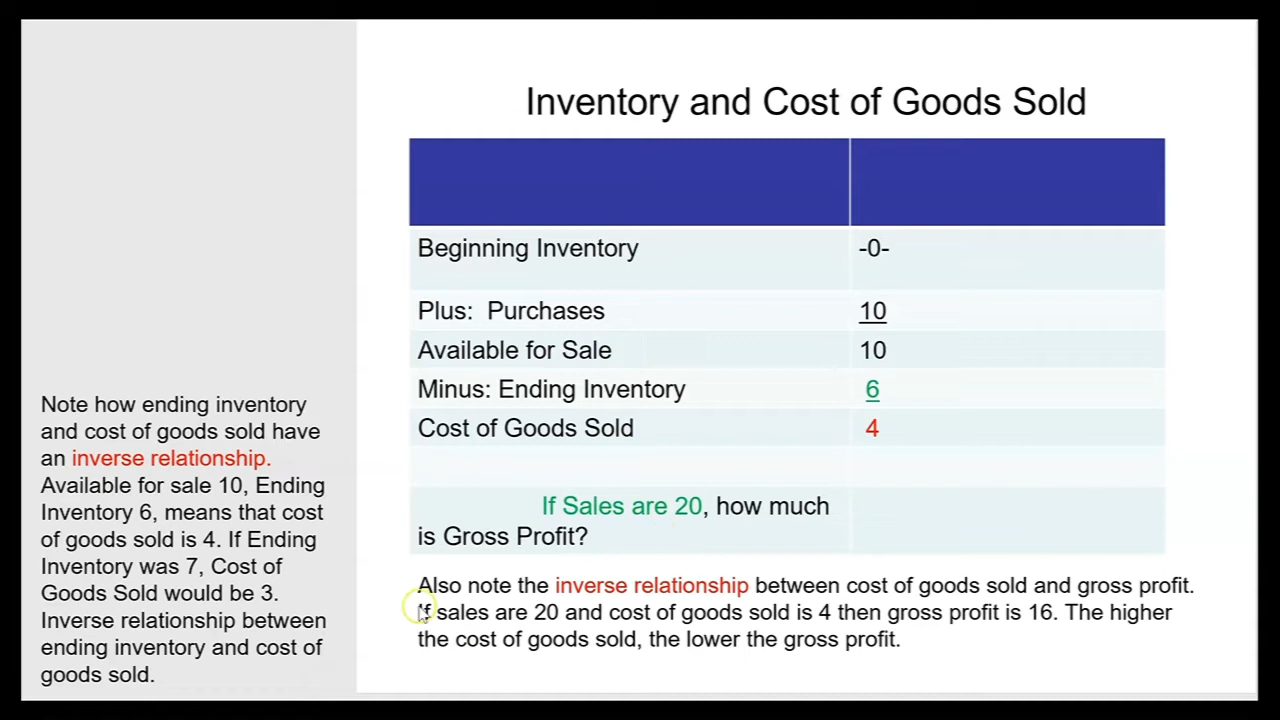 Inventory and Cost of Goods Sold
Beginning Inventory -0-
Plus: Purchases 10
Available for Sale 10
Minus: Ending Inventory 6
Cost of Goods Sold 4
If Sales are 20, how much
is Gross Profit?
Note how ending inventory
and cost of goods sold have
an inverse relationship.
Available for sale 10, Ending
Inventory 6, means that cost
of goods sold is 4. If Ending
Inventory was 7, Cost of
Goods Sold would be 3.
Inverse relationship between
ending inventory and cost of
goods sold.
Also note the inverse relationship between cost of goods sold and gross profit.
If sales are 20 and cost of goods sold is 4 then gross profit is 16. The higher
the cost of goods sold, the lower the gross profit.